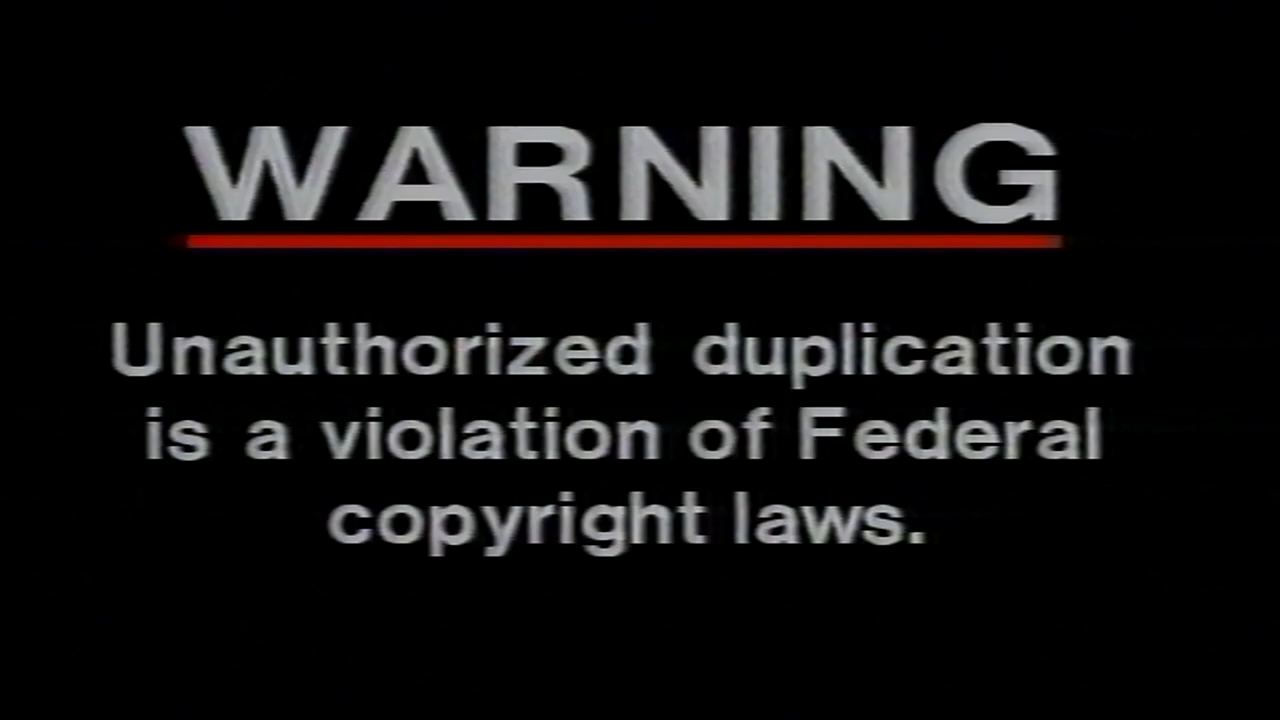 WARNING
Unauthorized duplication
is a violation of Federal
copyright laws.